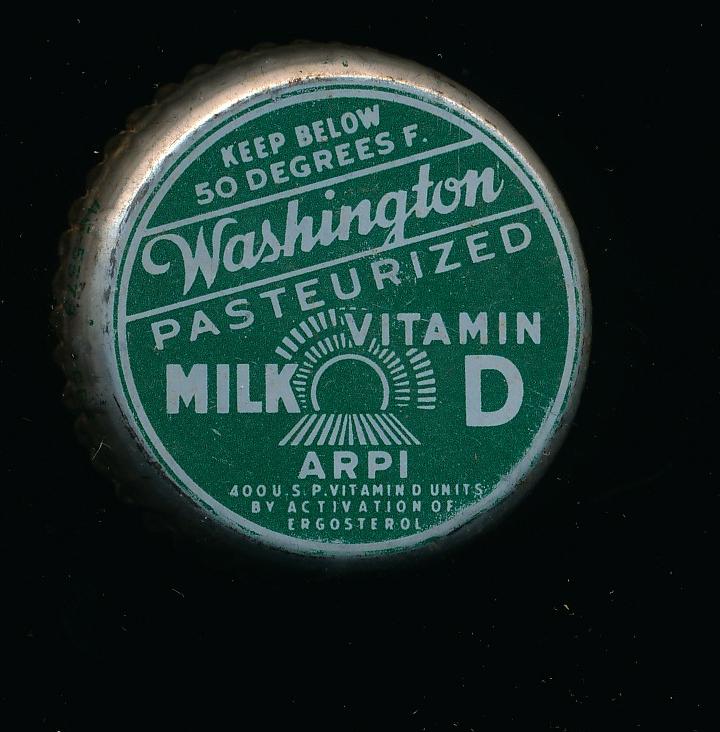 KEEP BELOW
50 DEGREES F.
Washington
PASTEURIZED
VITAMIN
MILK D
ARPI
400 U.S.P. VITAMIN D UNITS
BY ACTIVATION OF
ERGOSTEROL